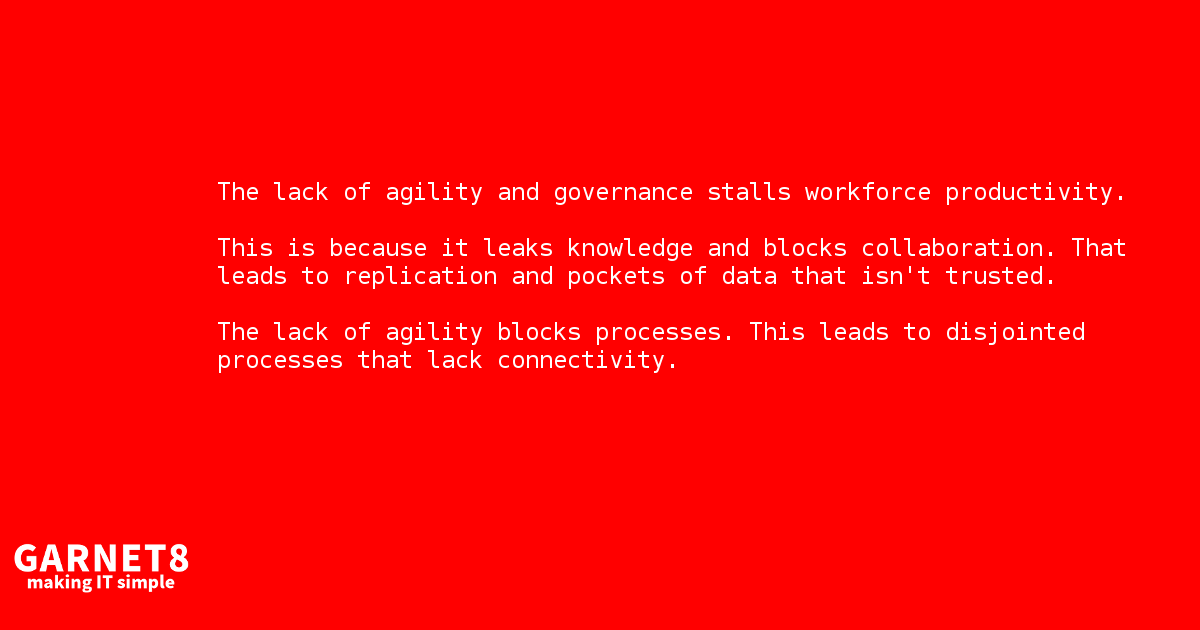 The lack of agility and governance stalls workforce productivity.
This is because it leaks knowledge and blocks collaboration. That
leads to replication and pockets of data that isn't trusted.
The lack of agility blocks processes. This leads to disjointed
processes that lack connectivity.
GARNET8
making IT simple